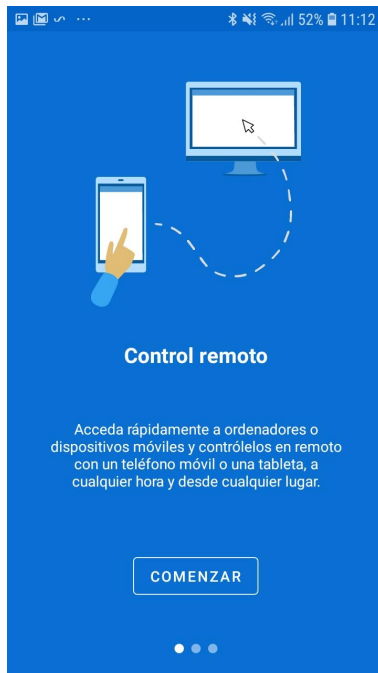 52% 11:12
Control remoto
Acceda rápidamente a ordenadores o
dispositivos móviles y contrólelos en remoto
con un teléfono móvil o una tableta, a
cualquier hora y desde cualquier lugar.
COMENZAR